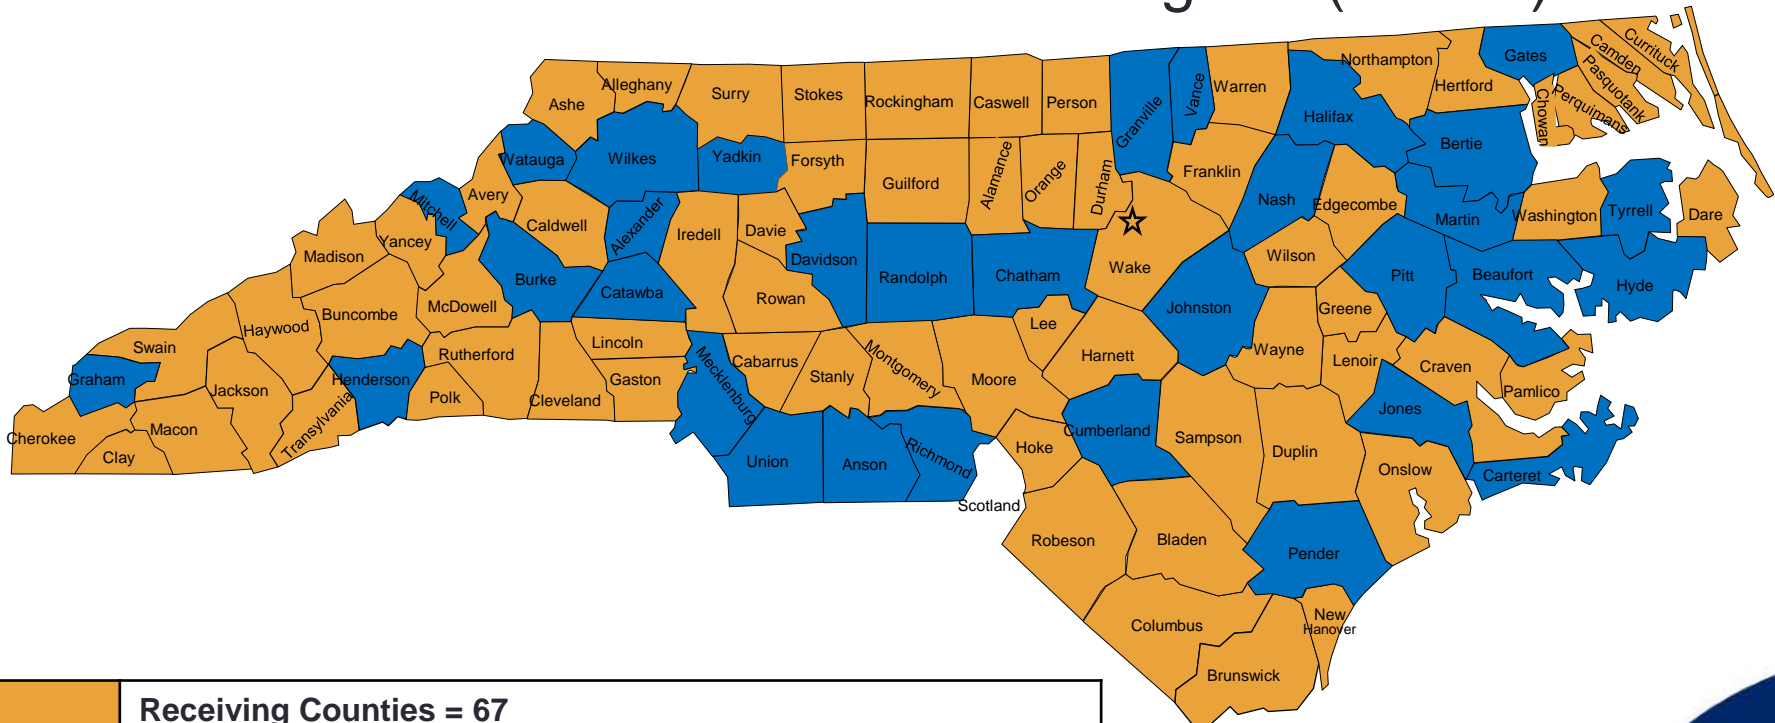 Ashe
Alleghany
Surry
Stokes
Rockingham
Caswell
Person
Granville
Vance
Warren
Halifax
Northampton
Hertford
Gates
Camden
Currituck
Pasquotank
Perquimans
Chowan
Bertie
Watauga
Wilkes
Yadkin
Forsyth
Guilford
Alamance
Orange
Durham
Franklin
Nash
Edgecombe
Martin
Washington
Tyrrell
Dare
Mitchell
Avery
Caldwell
Alexander
Iredell
Davie
Davidson
Randolph
Chatham
Wake
Wilson
Pitt
Beaufort
Hyde
Madison
Yancey
McDowell
Burke
Catawba
Rowan
Johnston
Greene
Swain
Haywood
Buncombe
Rutherford
Lincoln
Gaston
Mecklenburg
Cabarrus
Stanly
Montgomery
Moore
Lee
Harnett
Wayne
Lenoir
Craven
Pamlico
Graham
Jackson
Henderson
Polk
Cleveland
Jones
Cherokee
Macon
Clay
Transylvania
Union
Anson
Richmond
Hoke
Cumberland
Sampson
Duplin
Onslow
Carteret
Scotland
Robeson
Bladen
Pender
Columbus
New
Hanover
Brunswick
Receiving Counties = 67